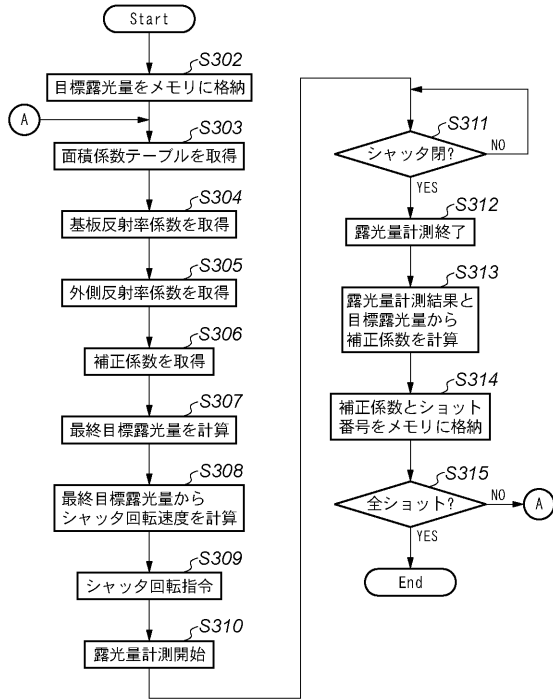 Start
S302
目標露光量をメモリに格納
A
S303
面積係数テーブルを取得
S304
基板反射率係数を取得
S305
外側反射率係数を取得
S306
補正係数を取得
S307
最終目標露光量を計算
S308
最終目標露光量から
シャッタ回転速度を計算
S309
シャッタ回転指令
S310
露光量計測開始
S311
シャッタ閉?
NO
YES
S312
露光量計測終了
S313
露光量計測結果と
目標露光量から
補正係数を計算
S314
補正係数とショット
番号をメモリに格納
S315
全ショット?
NO
A
YES
End